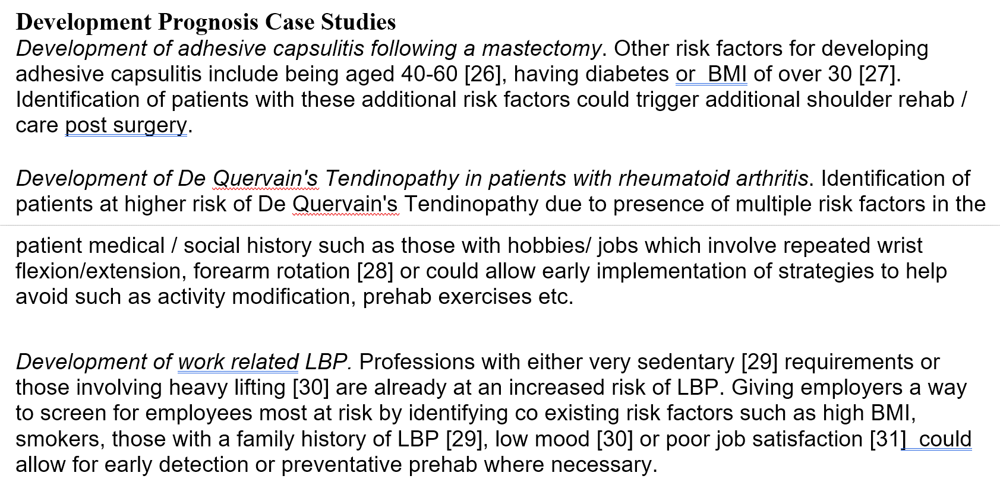 Development Prognosis Case Studies
Development of adhesive capsulitis following a mastectomy. Other risk factors for developing
adhesive capsulitis include being aged 40-60 [26], having diabetes or  BMI of over 30 [27].
Identification of patients with these additional risk factors could trigger additional shoulder rehab /
care post surgery.
Development of De Quervain's Tendinopathy in patients with rheumatoid arthritis. Identification of
patients at higher risk of De Quervain's Tendinopathy due to presence of multiple risk factors in the
patient medical / social history such as those with hobbies/ jobs which involve repeated wrist
flexion/extension, forearm rotation [28] or could allow early implementation of strategies to help
avoid such as activity modification, prehab exercises etc.
Development of work related LBP. Professions with either very sedentary [29] requirements or
those involving heavy lifting [30] are already at an increased risk of LBP. Giving employers a way
to screen for employees most at risk by identifying co existing risk factors such as high BMI,
smokers, those with a family history of LBP [29], low mood [30] or poor job satisfaction [31]  could
allow for early detection or preventative prehab where necessary.